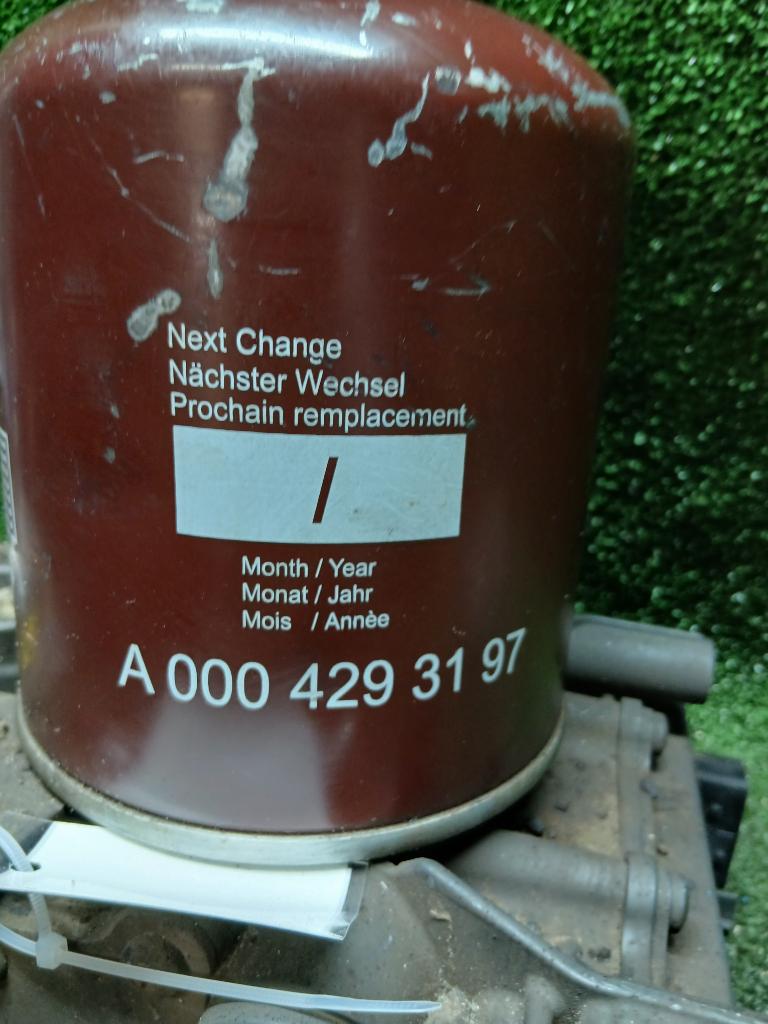 Next Change
Nächster Wechsel
Prochain remplacement
/
Month / Year
Monat / Jahr
Mois / Annèe
A 000 429 31 97